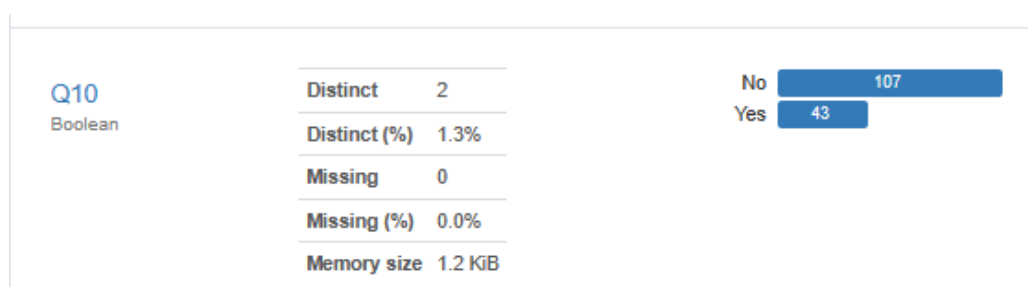 Q10
Boolean
Distinct 2
Distinct (%) 1.3%
Missing 0
Missing (%) 0.0%
Memory size 1.2 KiB
No 107
Yes 43